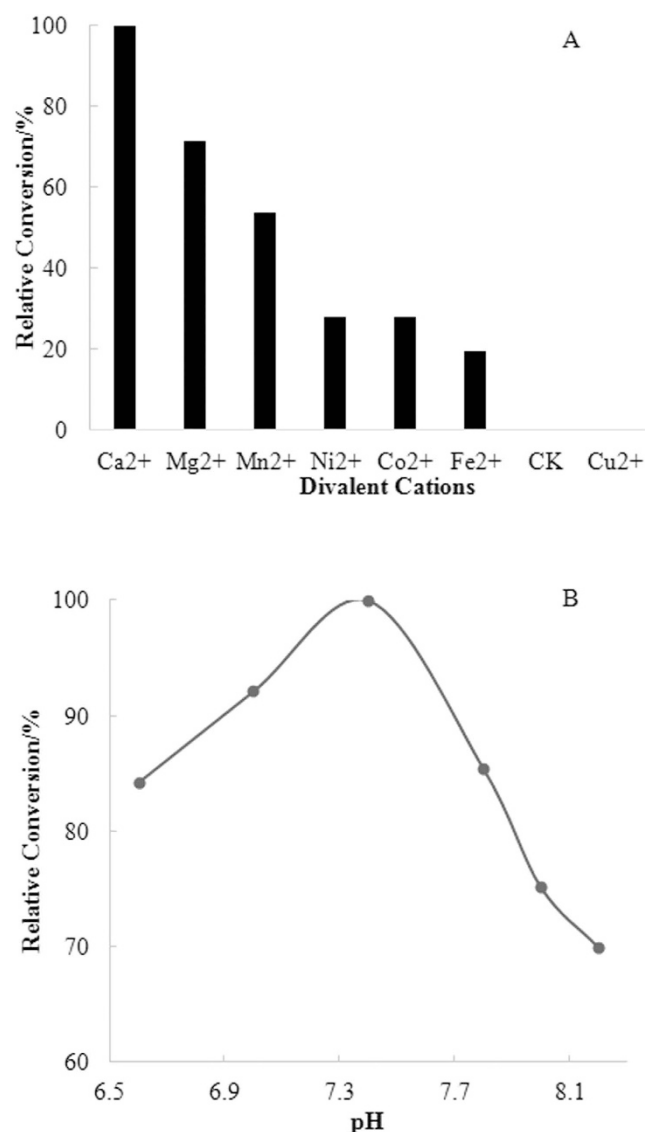 A
100
80
60
40
20
0
Relative Conversion/%
Ca2+ Mg2+ Mn2+ Ni2+ Co2+ Fe2+ CK Cu2+
Divalent Cations
B
100
90
80
70
60
Relative Conversion/%
6.5 6.9 7.3 7.7 8.1
pH